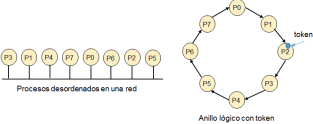 P3 P1 P4 P7 P0 P6 P2 P5
Procesos desordenados en una red
P0
P7 P1
token
P6 P2
P5 P3
P4
Anillo lógico con token